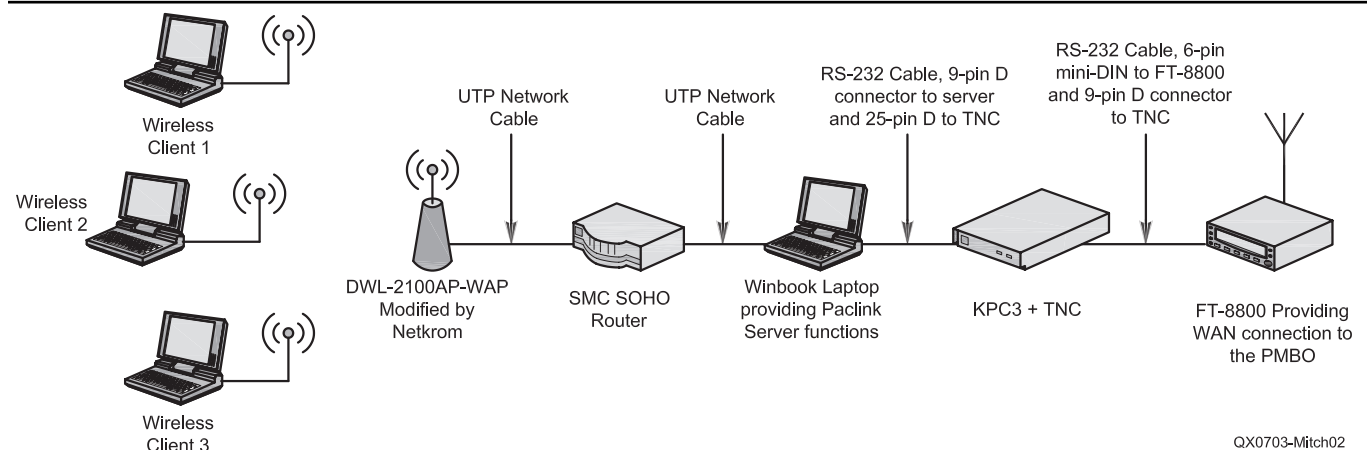 Wireless
Client 1
Wireless
Client 2
Wireless
Client 3
UTP Network
Cable
UTP Network
Cable
RS-232 Cable, 9-pin D
connector to server
and 25-pin D to TNC
RS-232 Cable, 6-pin
mini-DIN to FT-8800
and 9-pin D connector
to TNC
DWL-2100AP-WAP
Modified by
Netkrom
SMC SOHO
Router
Winbook Laptop
providing Paclink
Server functions
KPC3 + TNC
FT-8800 Providing
WAN connection to
the PMBO
QX0703-Mitch02